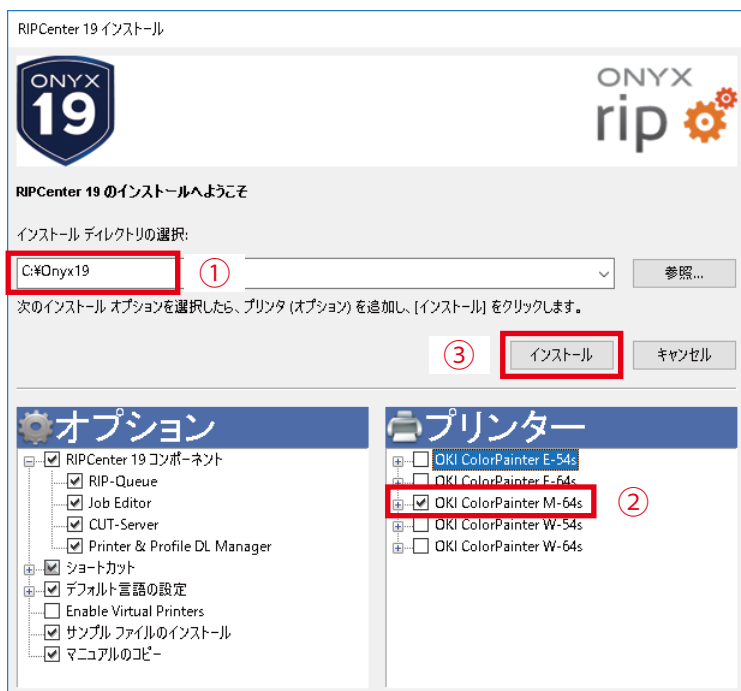 RIPCenter 19 インストール
ONYX
19
ONYX
rip
RIPCenter 19 のインストールへようこそ
インストール ディレクトリの選択:
C:¥Onyx19
①
参照...
次のインストール オプションを選択したら、プリンタ (オプション) を追加し、[インストール] をクリックします。
③
インストール
キャンセル
オプション
RIPCenter 19 コンポーネント
RIP-Queue
Job Editor
CUT-Server
Printer & Profile DL Manager
ショートカット
デフォルト言語の設定
Enable Virtual Printers
サンプル ファイルのインストール
マニュアルのコピー
プリンター
OKI ColorPainter E-54s
OKI ColorPainter E-64s
OKI ColorPainter M-64s
②
OKI ColorPainter W-54s
OKI ColorPainter W-64s